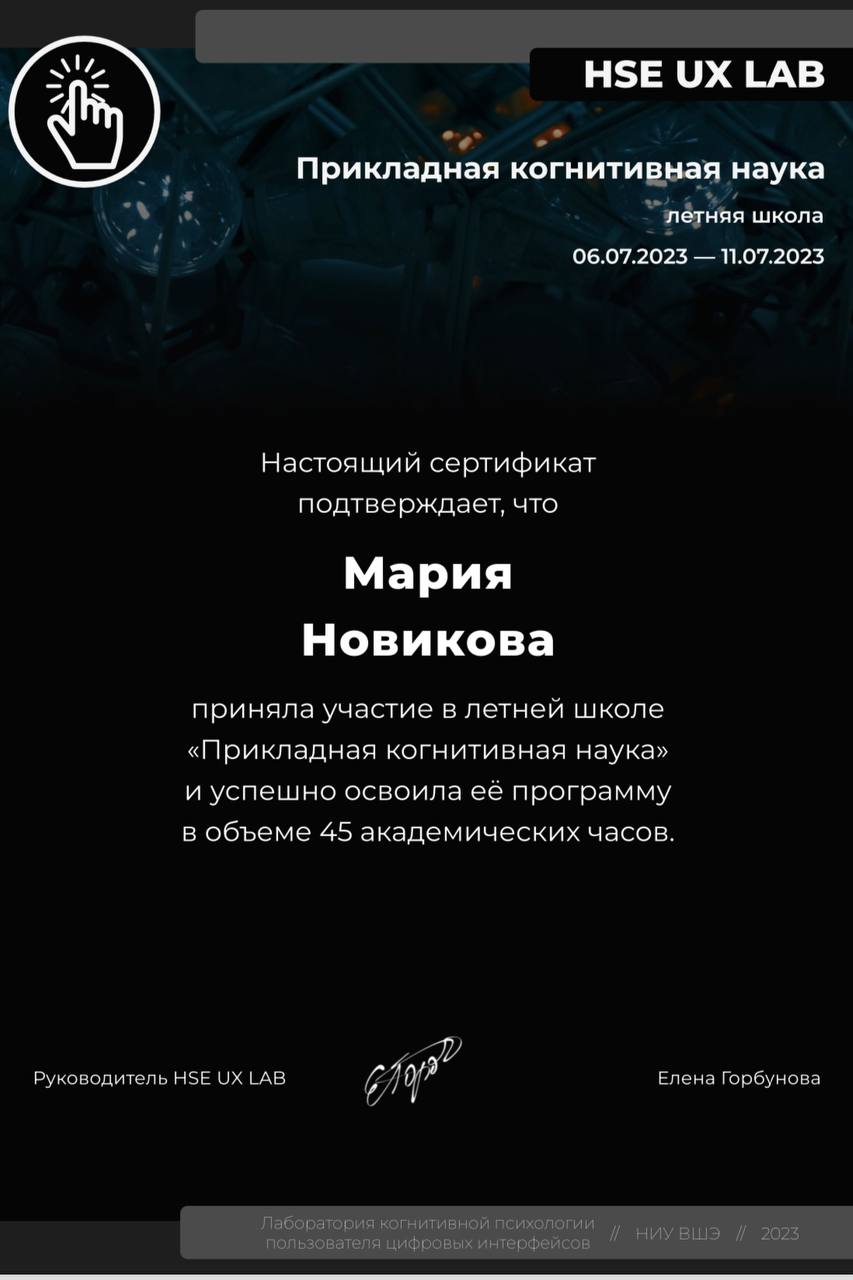 HSE UX LAB
Прикладная когнитивная наука
летняя школа
06.07.2023 — 11.07.2023
Настоящий сертификат
подтверждает, что
Мария
Новикова
приняла участие в летней школе
«Прикладная когнитивная наука»
и успешно освоила её программу
в объеме 45 академических часов.
Руководитель HSE UX LAB
Елена Горбунова
Лаборатория когнитивной психологии
пользователя цифровых интерфейсов // НИУ ВШЭ // 2023